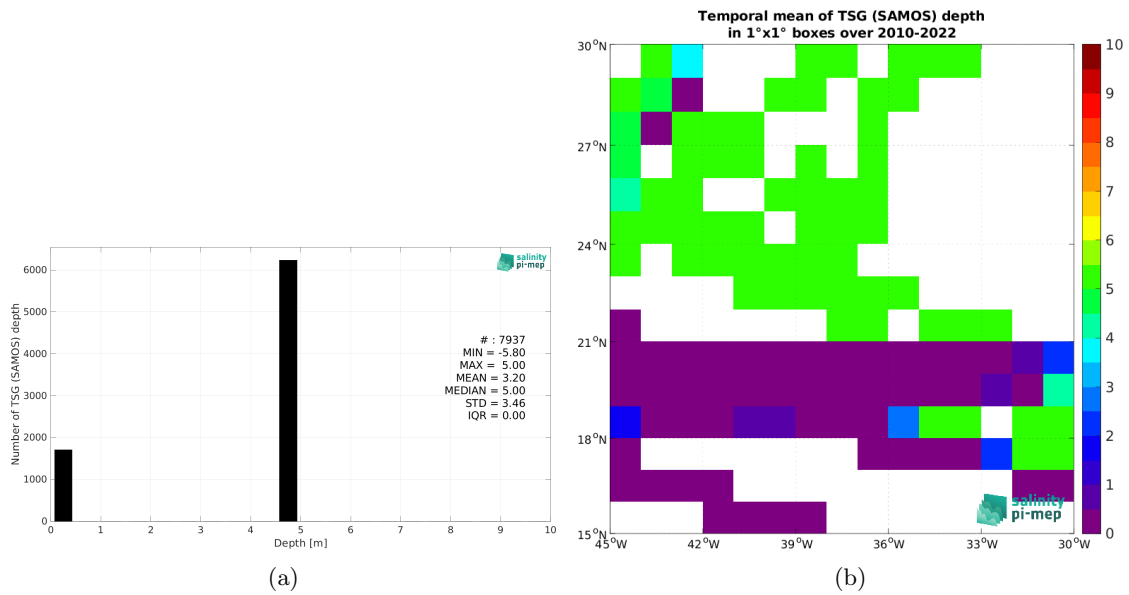 salinity
pi-mep
Number of TSG (SAMOS) depth
6000
5000
4000
3000
2000
1000
0
# : 7937
MIN = -5.80
MAX = 5.00
MEAN = 3.20
MEDIAN = 5.00
STD = 3.46
IQR = 0.00
0 1 2 3 4 5 6 7 8 9 10
Depth [m]
(a)
Temporal mean of TSG (SAMOS) depth
in 1°x1° boxes over 2010-2022
30°N
27°N
24°N
21°N
18°N
15°N
45°W 42°W 39°W 36°W 33°W 30°W
salinity
pi-mep
10
9
8
7
6
5
4
3
2
1
0
(b)